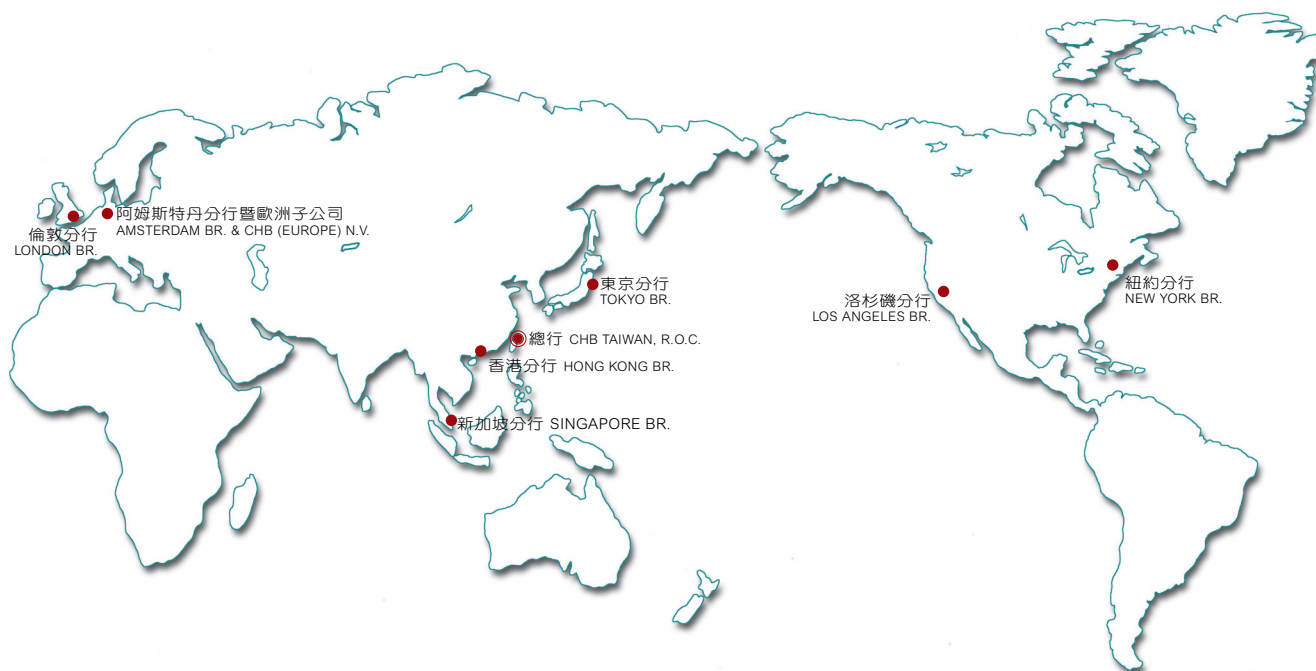 阿姆斯特丹分行暨歐洲子公司
AMSTERDAM BR. & CHB (EUROPE) N.V.
倫敦分行
LONDON BR.
東京分行
TOKYO BR.
紐約分行
NEW YORK BR.
洛杉磯分行
LOS ANGELES BR.
總行 CHB TAIWAN, R.O.C.
香港分行 HONG KONG BR.
新加坡分行 SINGAPORE BR.